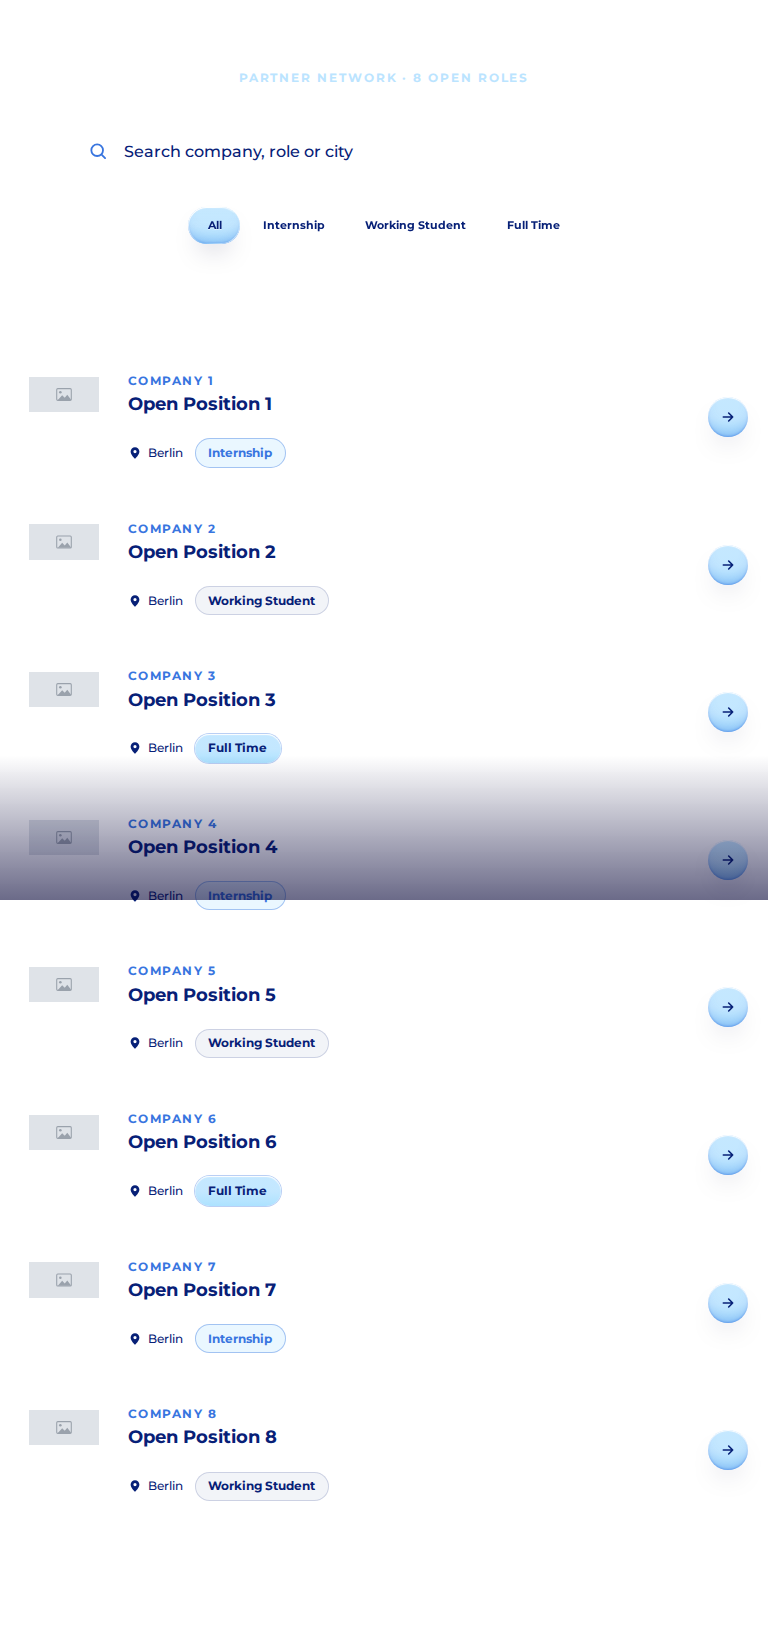 PARTNER NETWORK · 8 OPEN ROLES
Search company, role or city
All Internship Working Student Full Time
COMPANY 1
Open Position 1
Berlin Internship
COMPANY 2
Open Position 2
Berlin Working Student
COMPANY 3
Open Position 3
Berlin Full Time
COMPANY 4
Open Position 4
Berlin Internship
COMPANY 5
Open Position 5
Berlin Working Student
COMPANY 6
Open Position 6
Berlin Full Time
COMPANY 7
Open Position 7
Berlin Internship
COMPANY 8
Open Position 8
Berlin Working Student